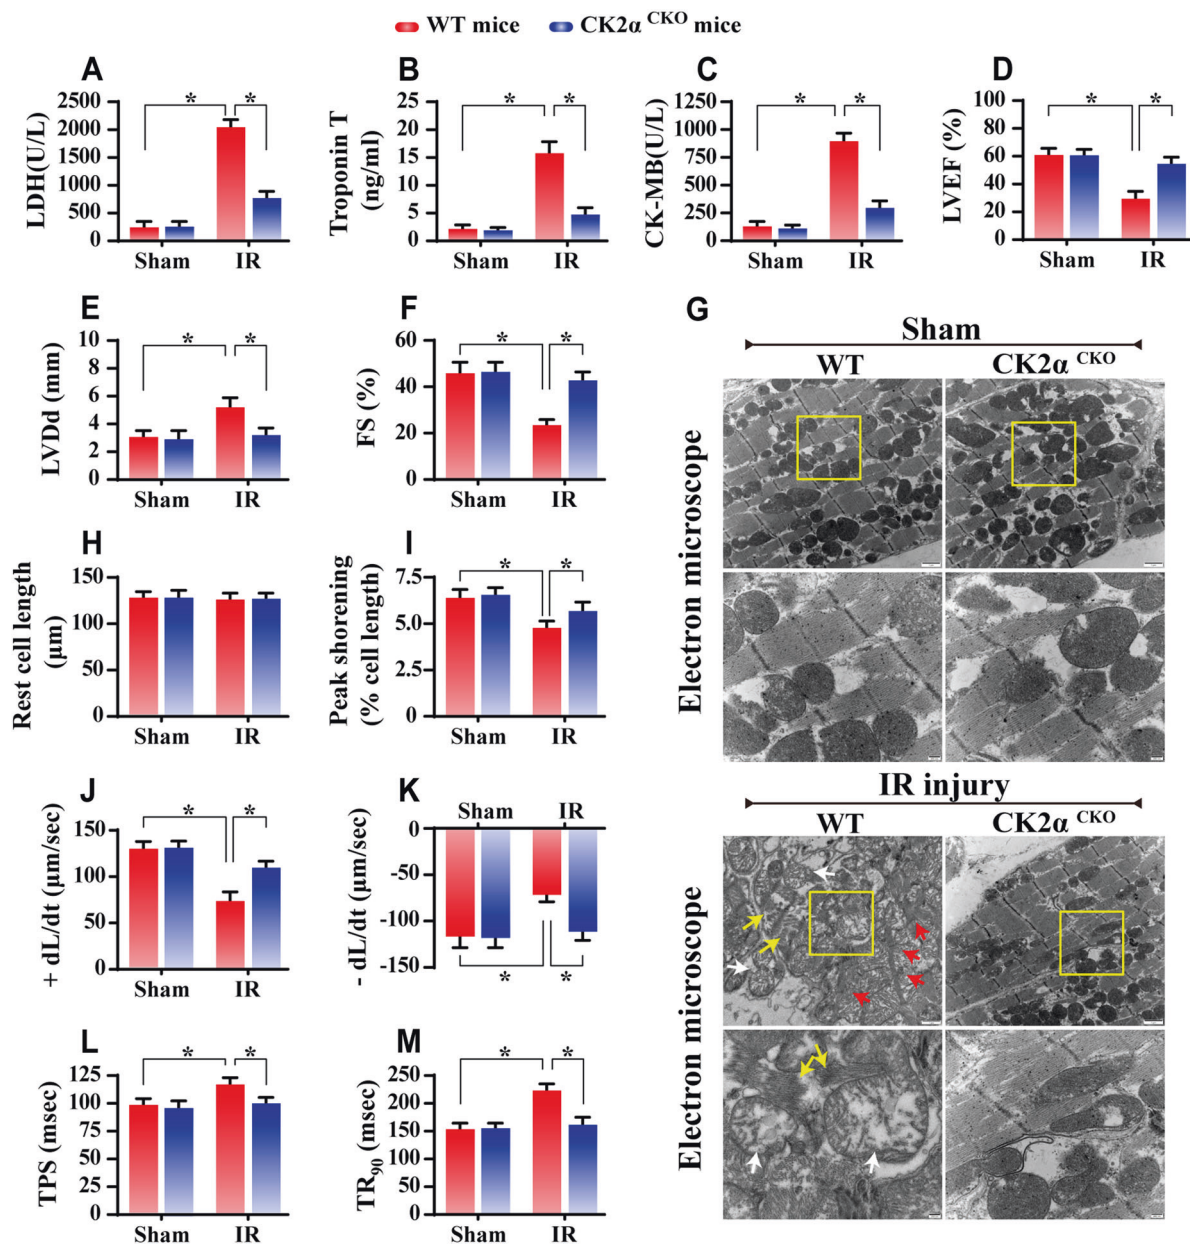 WT mice
CK2α CKO mice
A
LDH(U/L)
2500
2000
1500
1000
500
0
*
*
Sham
IR
B
Troponin T
(ng/ml)
25
20
15
10
5
0
*
*
Sham
IR
C
CK-MB(U/L)
1250
1000
750
500
250
0
*
*
Sham
IR
D
LVEF (%)
100
80
60
40
20
0
*
*
Sham
IR
E
LVDd (mm)
10
8
6
4
2
0
*
*
Sham
IR
F
FS (%)
60
40
20
0
*
*
Sham
IR
G
Sham
WT
CK2α CKO
Electron microscope
H
Rest cell length
(μm)
150
100
50
0
Sham
IR
I
Peak shorening
(% cell length)
7.5
5.0
2.5
0
*
*
Sham
IR
IR injury
WT
CK2α CKO
Electron microscope
J
+ dL/dt (μm/sec)
150
100
50
0
*
*
Sham
IR
K
- dL/dt (μm/sec)
Sham
IR
0
-50
-100
-150
*
*
L
TPS (msec)
125
100
75
50
25
0
*
*
Sham
IR
M
TR90 (msec)
250
200
150
100
50
0
*
*
Sham
IR